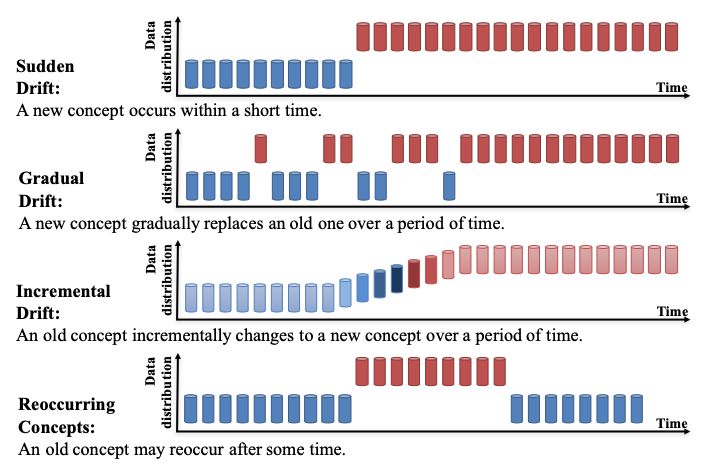 Data
distribution
Sudden
Drift:
Time
A new concept occurs within a short time.
Data
distribution
Gradual
Drift:
Time
A new concept gradually replaces an old one over a period of time.
Data
distribution
Incremental
Drift:
Time
An old concept incrementally changes to a new concept over a period of time.
Data
distribution
Reoccurring
Concepts:
Time
An old concept may reoccur after some time.